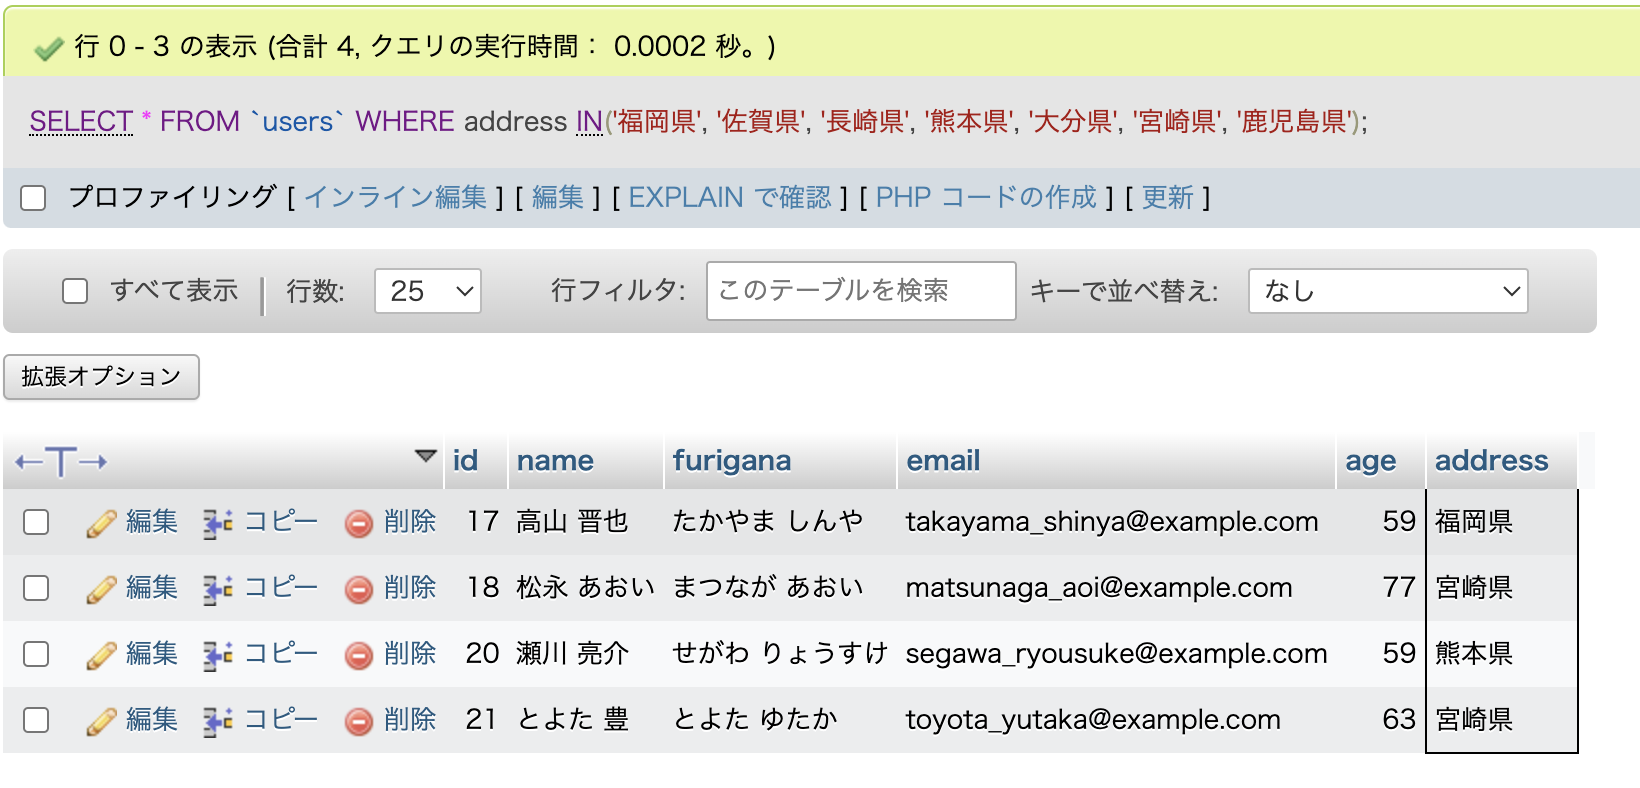 行 0 - 3 の表示 (合計 4, クエリの実行時間： 0.0002 秒。)
SELECT * FROM `users` WHERE address IN('福岡県', '佐賀県', '長崎県', '熊本県', '大分県', '宮崎県', '鹿児島県');
プロファイリング [ インライン編集 ] [ 編集 ] [ EXPLAIN で確認 ] [ PHP コードの作成 ] [ 更新 ]
すべて表示 行数: 25 行フィルタ: このテーブルを検索 キーで並べ替え: なし
拡張オプション
←T→ id name furigana email age address
編集 コピー 削除 17 高山 晋也 たかやま しんや takayama_shinya@example.com 59 福岡県
編集 コピー 削除 18 松永 あおい まつなが あおい matsunaga_aoi@example.com 77 宮崎県
編集 コピー 削除 20 瀬川 亮介 せがわ りょうすけ segawa_ryousuke@example.com 59 熊本県
編集 コピー 削除 21 とよた 豊 とよた ゆたか toyota_yutaka@example.com 63 宮崎県